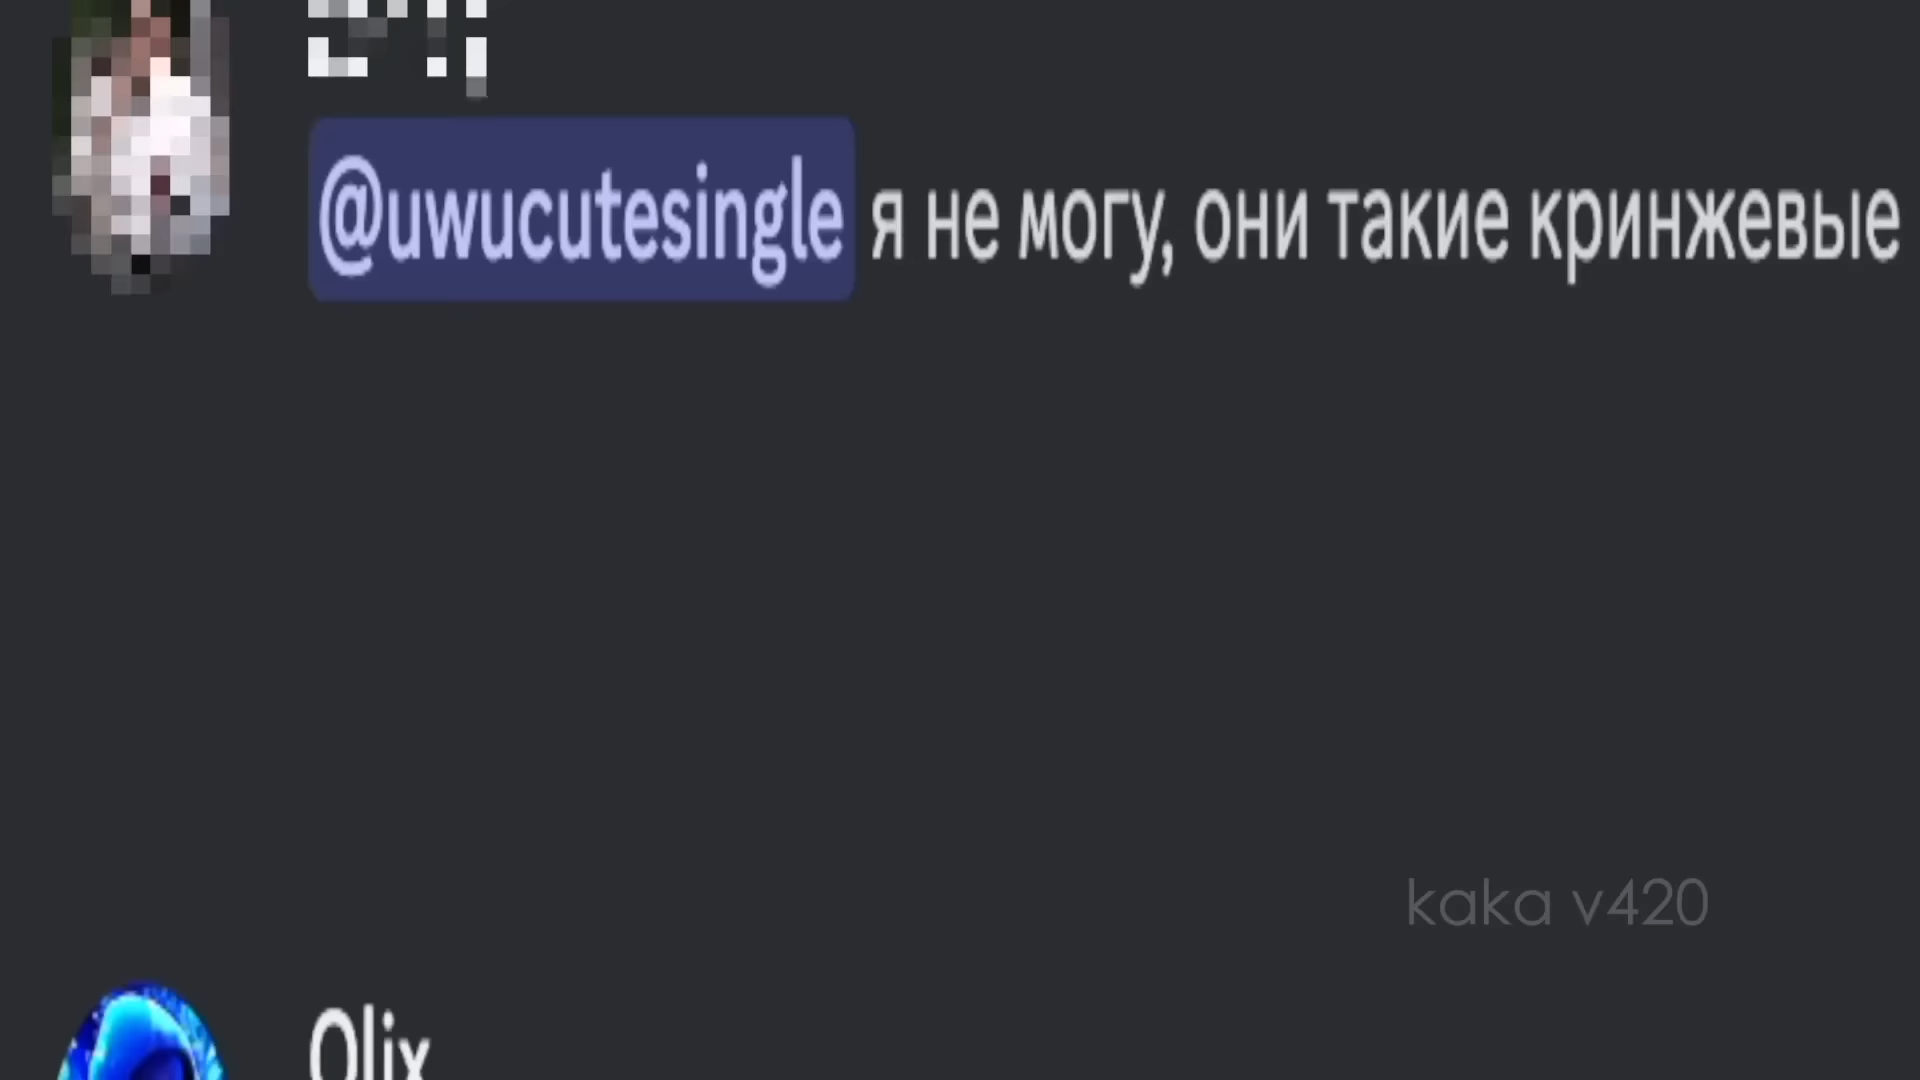 @uwucutesingle я не могу, они такие кринжевые
kaka v420
Olix